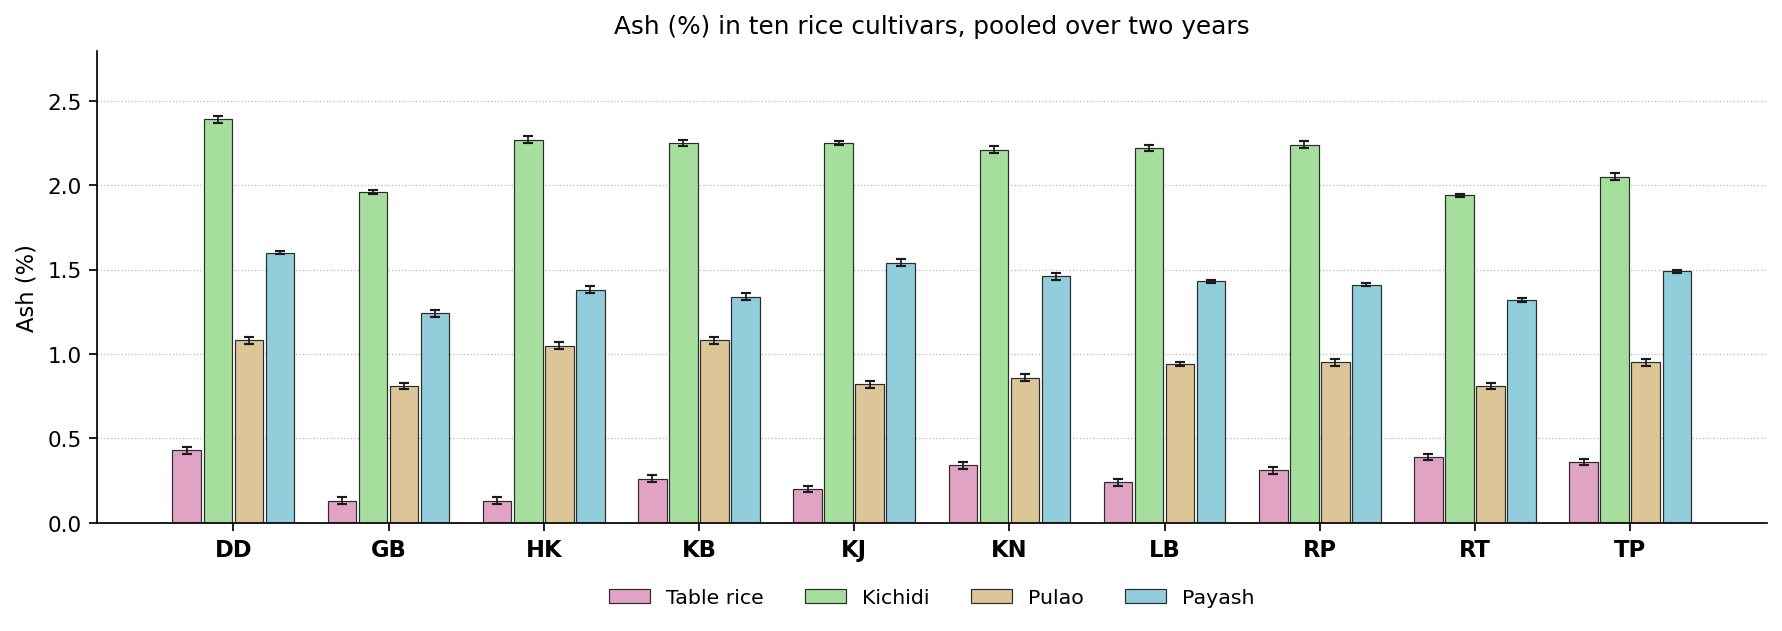 Ash (%) in ten rice cultivars, pooled over two years
Ash (%)
2.5
2.0
1.5
1.0
0.5
0.0
DD GB HK KB KJ KN LB RP RT TP
Table rice Kichidi Pulao Payash